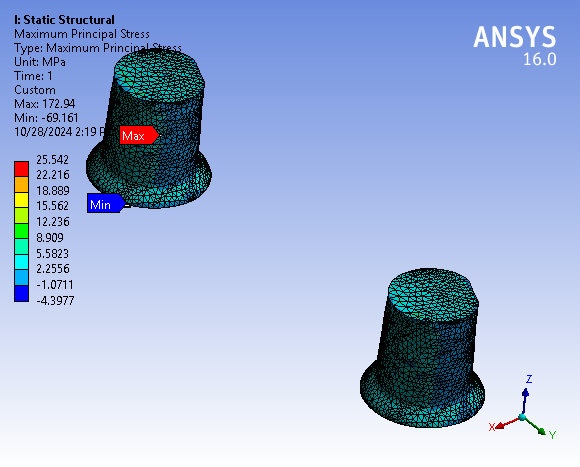 I: Static Structural
Maximum Principal Stress
Type: Maximum Principal Stress
Unit: MPa
Time: 1
Custom
Max: 172.94
Min: -69.161
10/28/2024 2:19 P
ANSYS
16.0
Max
Min
25.542
22.216
18.889
15.562
12.236
8.909
5.5823
2.2556
-1.0711
-4.3977
Z
X
Y